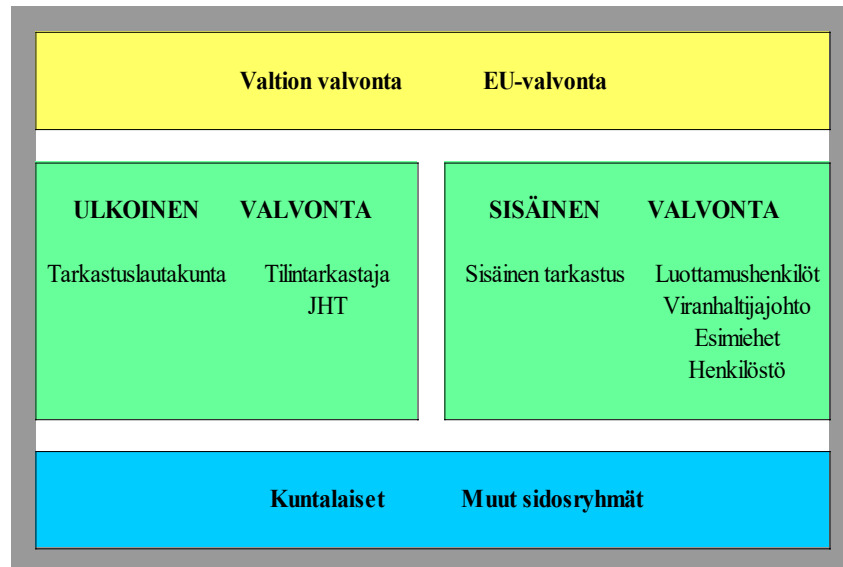 Valtion valvonta EU-valvonta
ULKOINEN VALVONTA
Tarkastuslautakunta Tilintarkastaja
JHT
SISÄINEN VALVONTA
Sisäinen tarkastus Luottamushenkilöt
Viranhaltijajohto
Esimiehet
Henkilöstö
Kuntalaiset Muut sidosryhmät